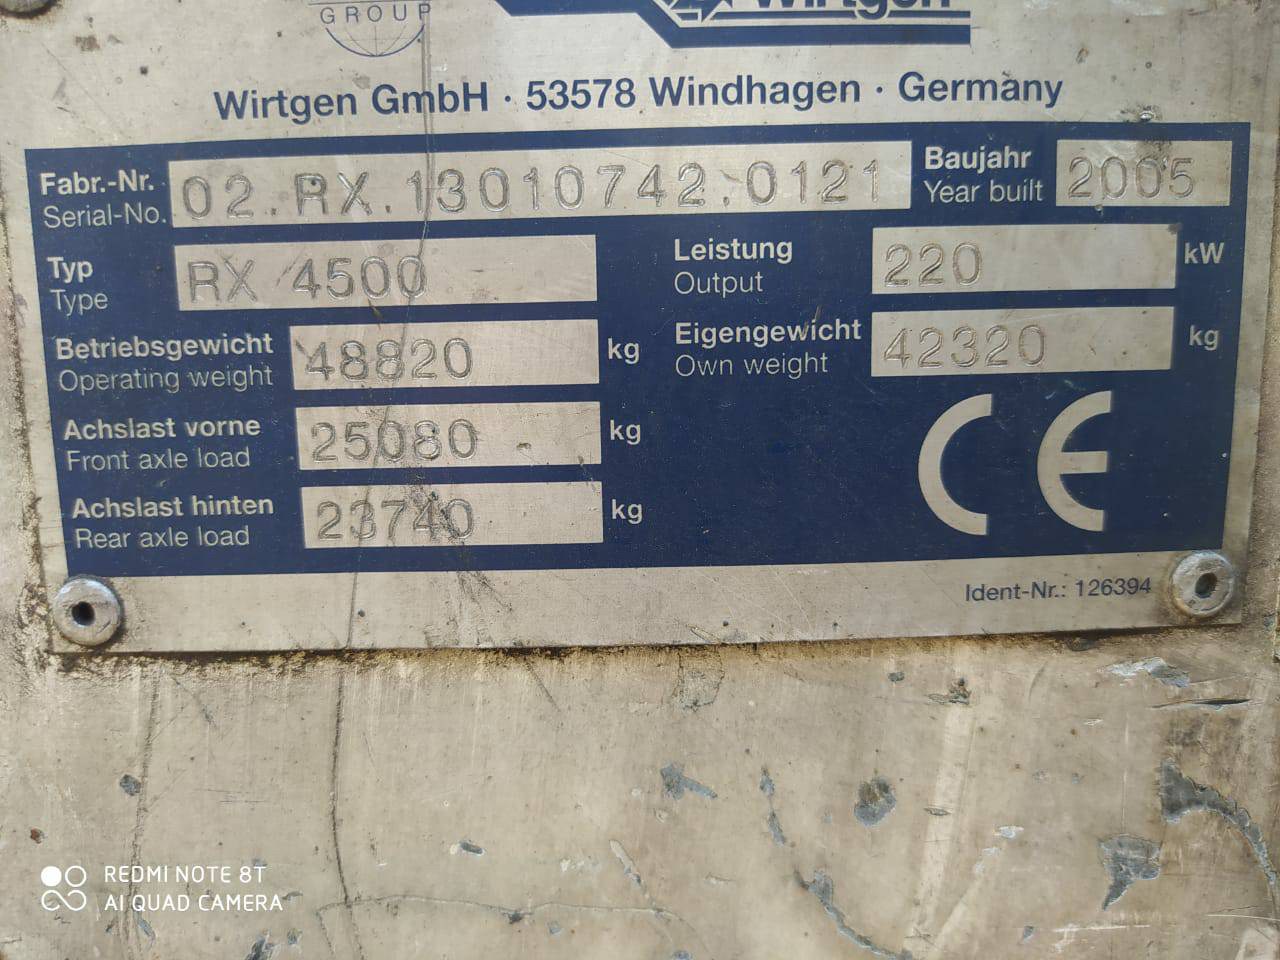 GROUP
Wirtgen
Wirtgen GmbH · 53578 Windhagen · Germany
Fabr.-Nr.
Serial-No.
02.RX.13010742.0121
Baujahr
Year built
2005
Typ
Type
RX 4500
Leistung
Output
220
kW
Betriebsgewicht
Operating weight
48820
kg
Eigengewicht
Own weight
42320
kg
Achslast vorne
Front axle load
25080
kg
CE
Achslast hinten
Rear axle load
23740
kg
Ident-Nr.: 126394
REDMI NOTE 8T
AI QUAD CAMERA